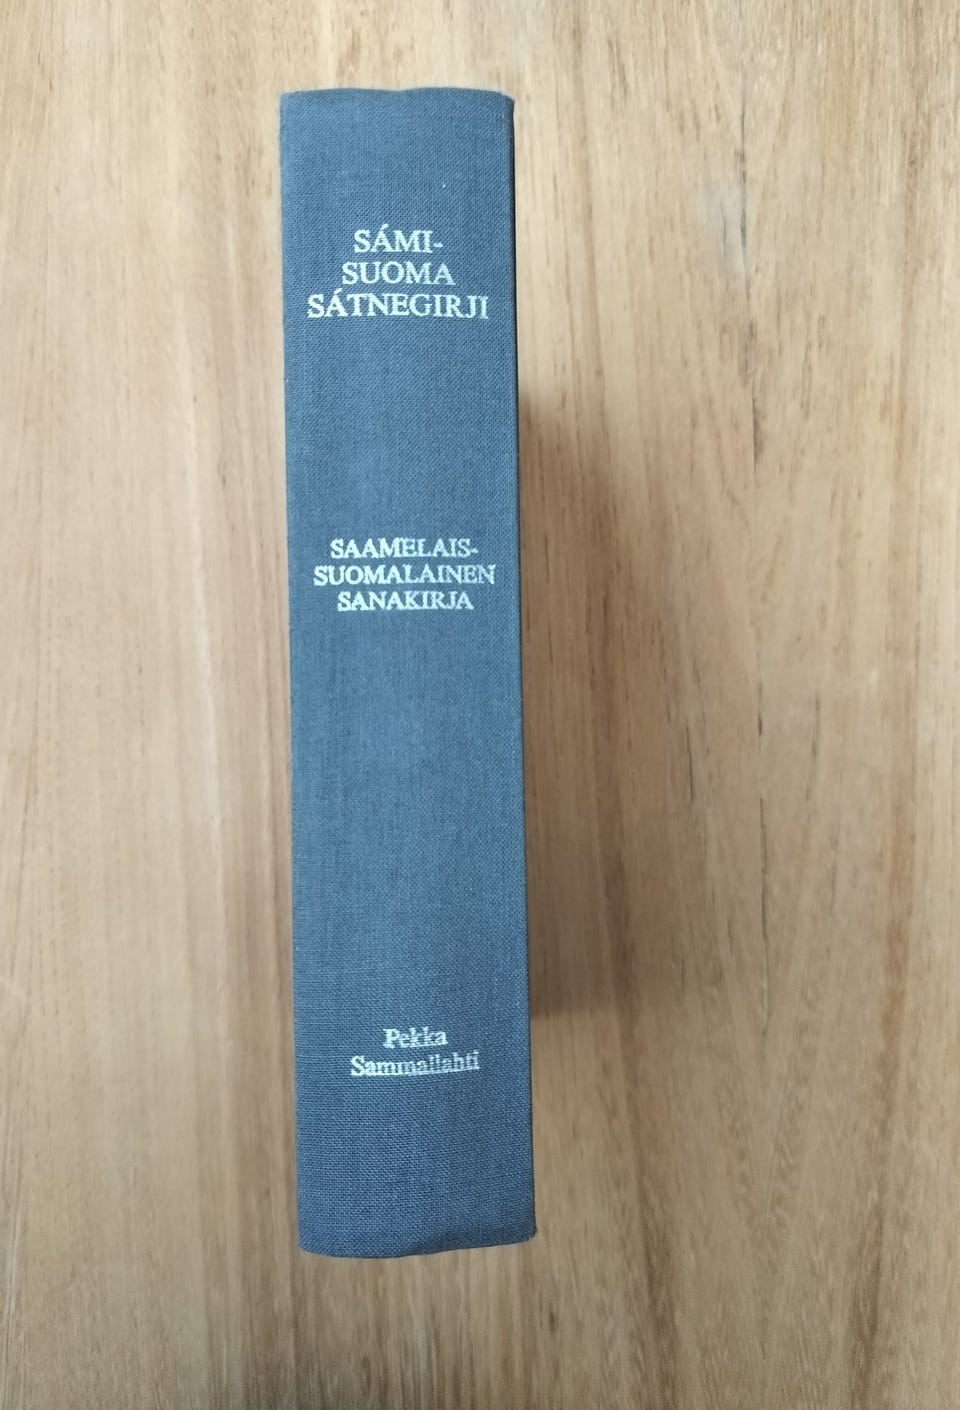 SÁMI-
SUOMA
SÁTNEGIRJI
SAAMELAIS-
SUOMALAINEN
SANAKIRJA
Pekka
Sammallahti